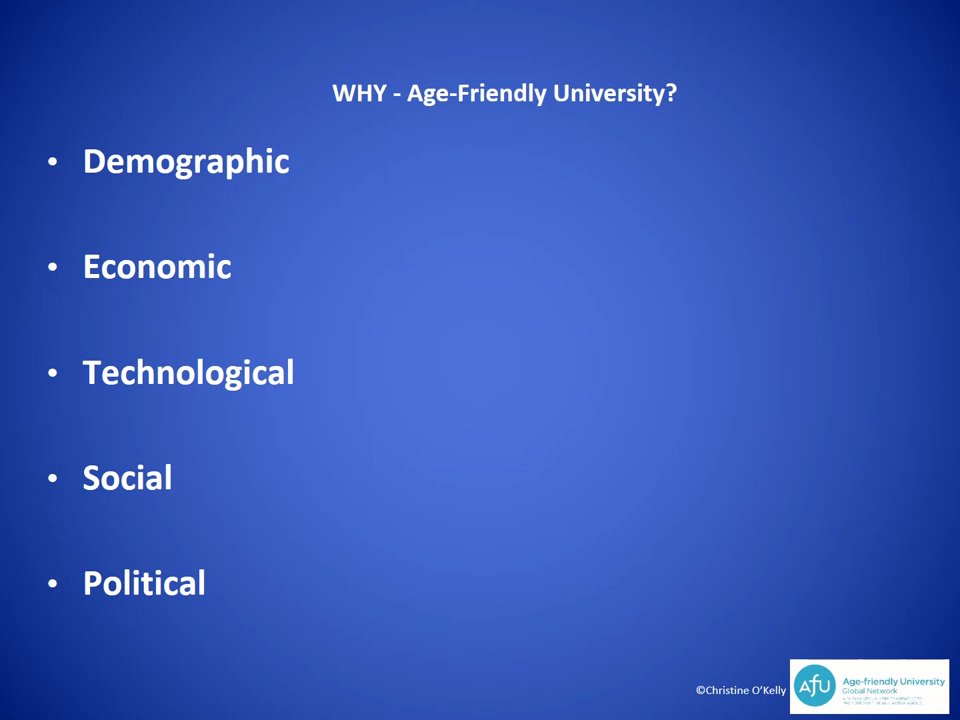 WHY - Age-Friendly University?
• Demographic
• Economic
• Technological
• Social
• Political
©Christine O’Kelly
AfU
Age-friendly University
Global Network